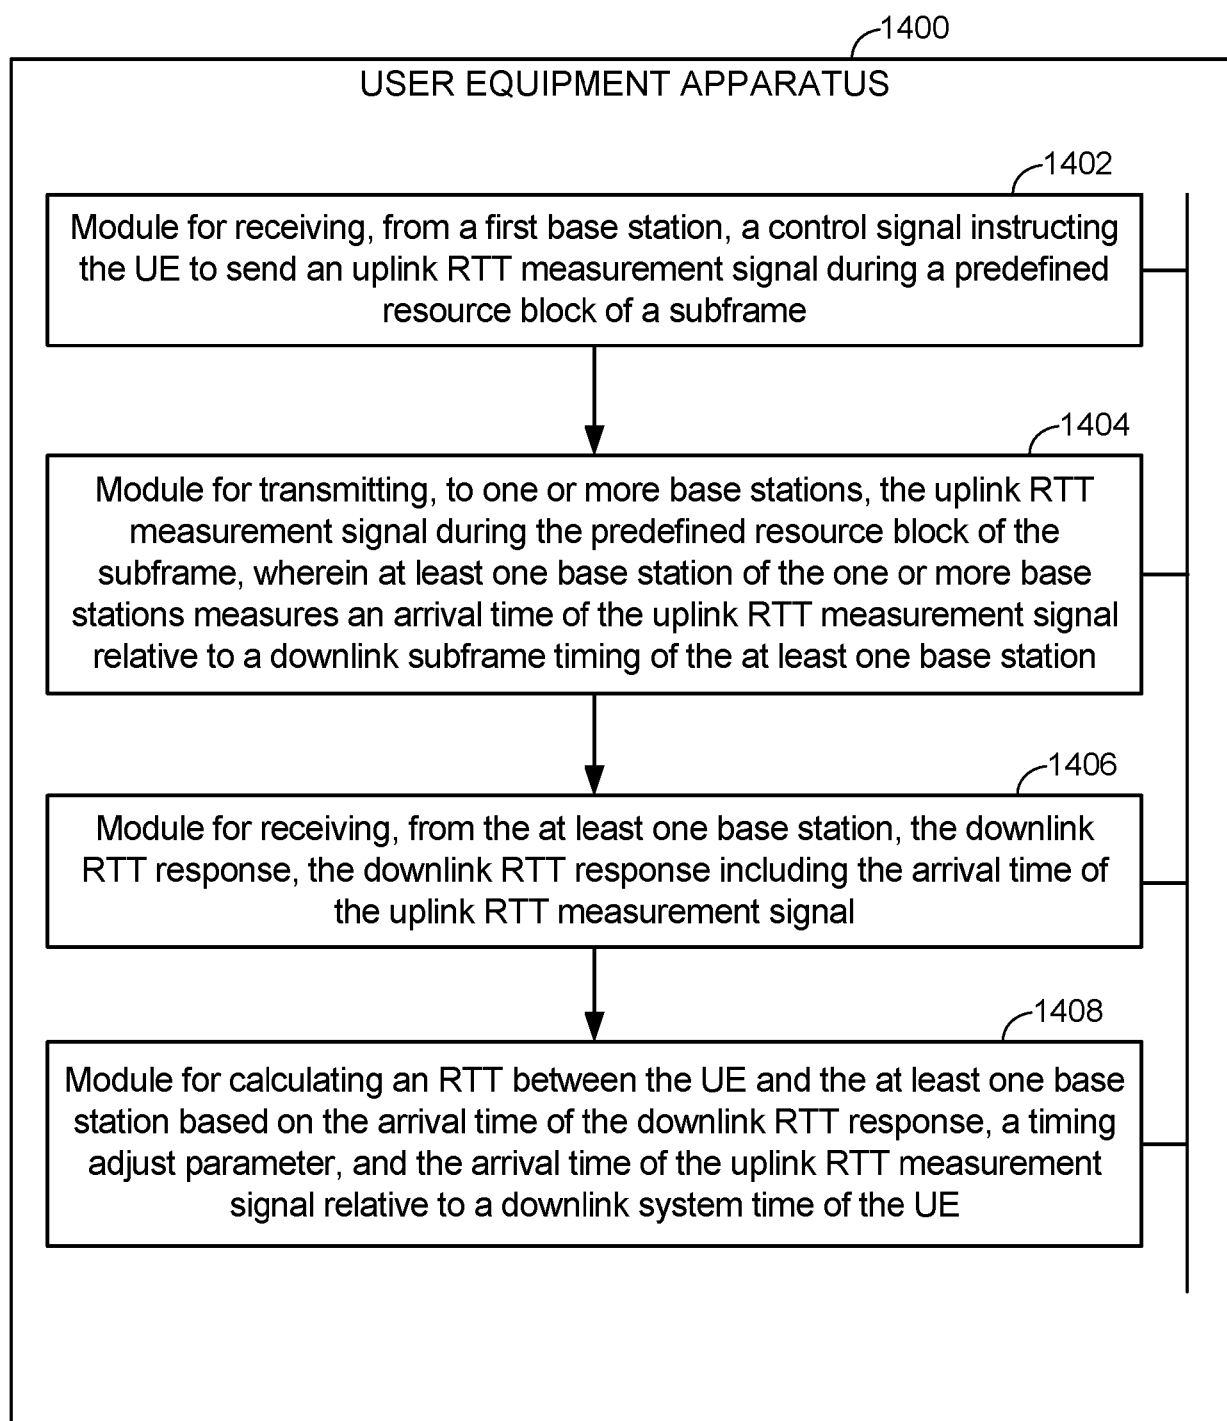 1400
USER EQUIPMENT APPARATUS
1402
Module for receiving, from a first base station, a control signal instructing
the UE to send an uplink RTT measurement signal during a predefined
resource block of a subframe
1404
Module for transmitting, to one or more base stations, the uplink RTT
measurement signal during the predefined resource block of the
subframe, wherein at least one base station of the one or more base
stations measures an arrival time of the uplink RTT measurement signal
relative to a downlink subframe timing of the at least one base station
1406
Module for receiving, from the at least one base station, the downlink
RTT response, the downlink RTT response including the arrival time of
the uplink RTT measurement signal
1408
Module for calculating an RTT between the UE and the at least one base
station based on the arrival time of the downlink RTT response, a timing
adjust parameter, and the arrival time of the uplink RTT measurement
signal relative to a downlink system time of the UE